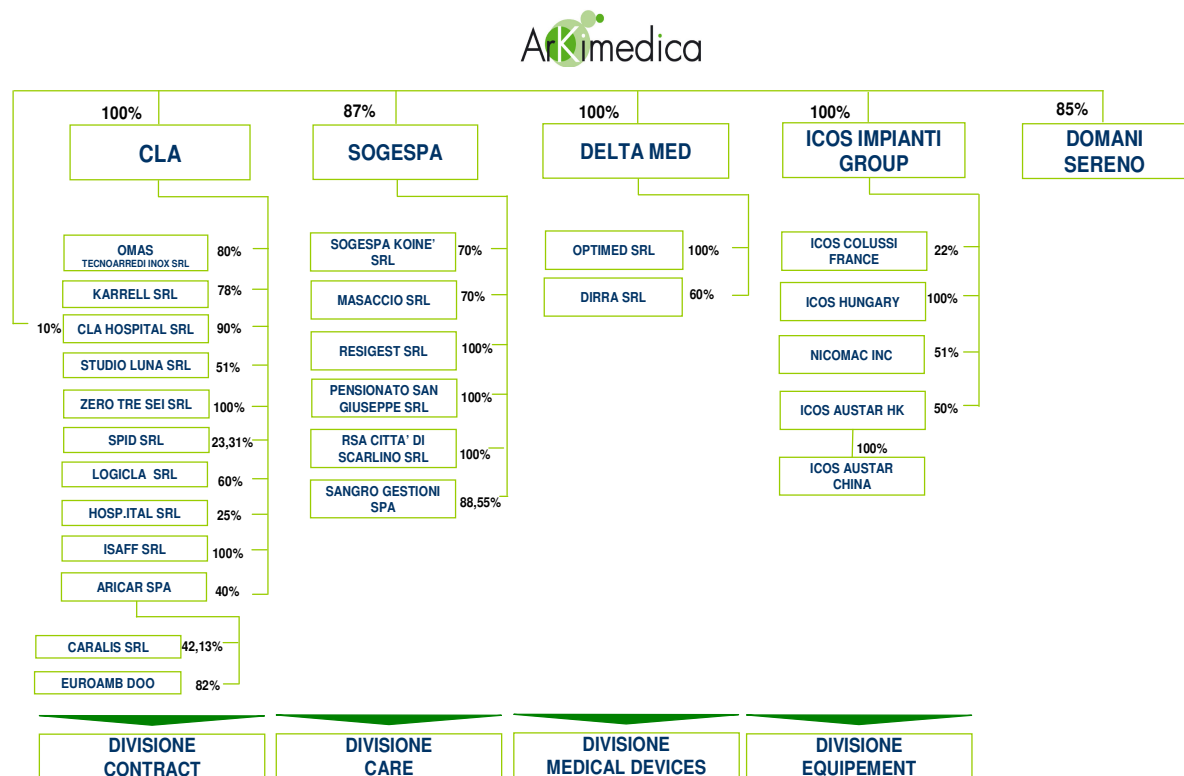 ArKimedica
100%
87%
100%
100%
85%
CLA
SOGESPA
DELTA MED
ICOS IMPIANTI
GROUP
DOMANI
SERENO
OMAS
TECNOARREDI INOX SRL
80%
KARRELL SRL
78%
10%
CLA HOSPITAL SRL
90%
STUDIO LUNA SRL
51%
ZERO TRE SEI SRL
100%
SPID SRL
23,31%
LOGICLA SRL
60%
HOSP.ITAL SRL
25%
ISAFF SRL
100%
ARICAR SPA
40%
CARALIS SRL
42,13%
EUROAMB DOO
82%
SOGESPA KOINE'
SRL
70%
MASACCIO SRL
70%
RESIGEST SRL
100%
PENSIONATO SAN
GIUSEPPE SRL
100%
RSA CITTA' DI
SCARLINO SRL
100%
SANGRO GESTIONI
SPA
88,55%
OPTIMED SRL
100%
DIRRA SRL
60%
ICOS COLUSSI
FRANCE
22%
ICOS HUNGARY
100%
NICOMAC INC
51%
ICOS AUSTAR HK
50%
100%
ICOS AUSTAR
CHINA
DIVISIONE
CONTRACT
DIVISIONE
CARE
DIVISIONE
MEDICAL DEVICES
DIVISIONE
EQUIPEMENT